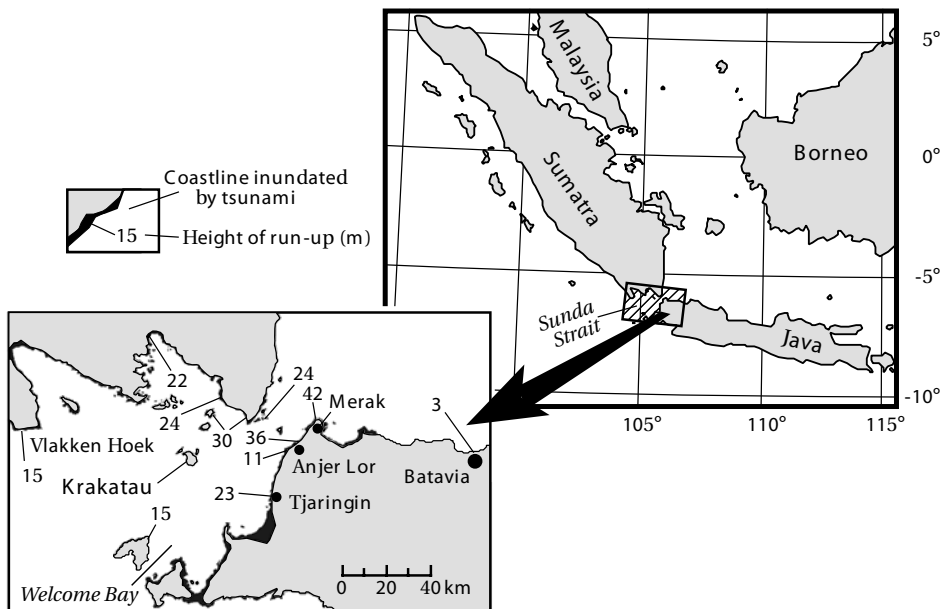 Malaysia
5°
Borneo
0°
Sumatra
Coastline inundated
by tsunami
15
Height of run-up (m)
-5°
Sunda
Strait
Java
-10°
105°
110°
115°
22
24
42
Merak
3
24
30
36
Vlakken Hoek
11
Anjer Lor
15
Krakatau
Batavia
23
Tjaringin
15
Welcome Bay
0
20
40 km